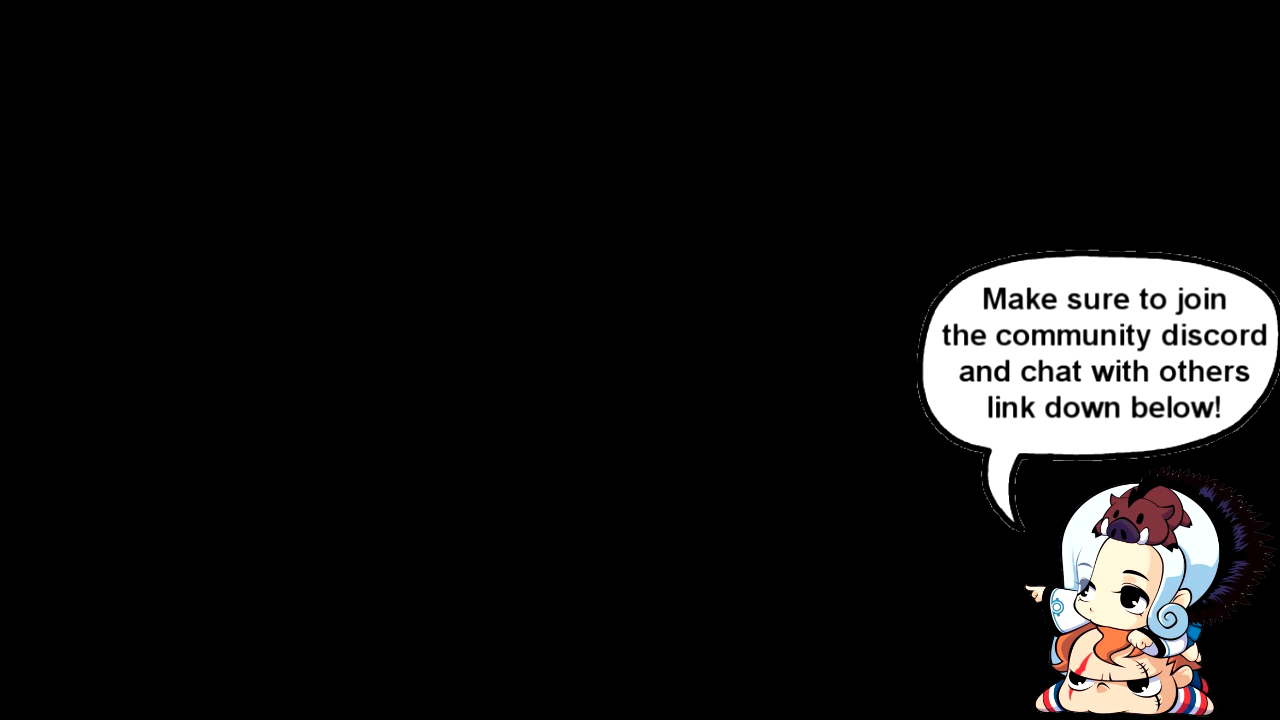 Make sure to join
the community discord
and chat with others
link down below!